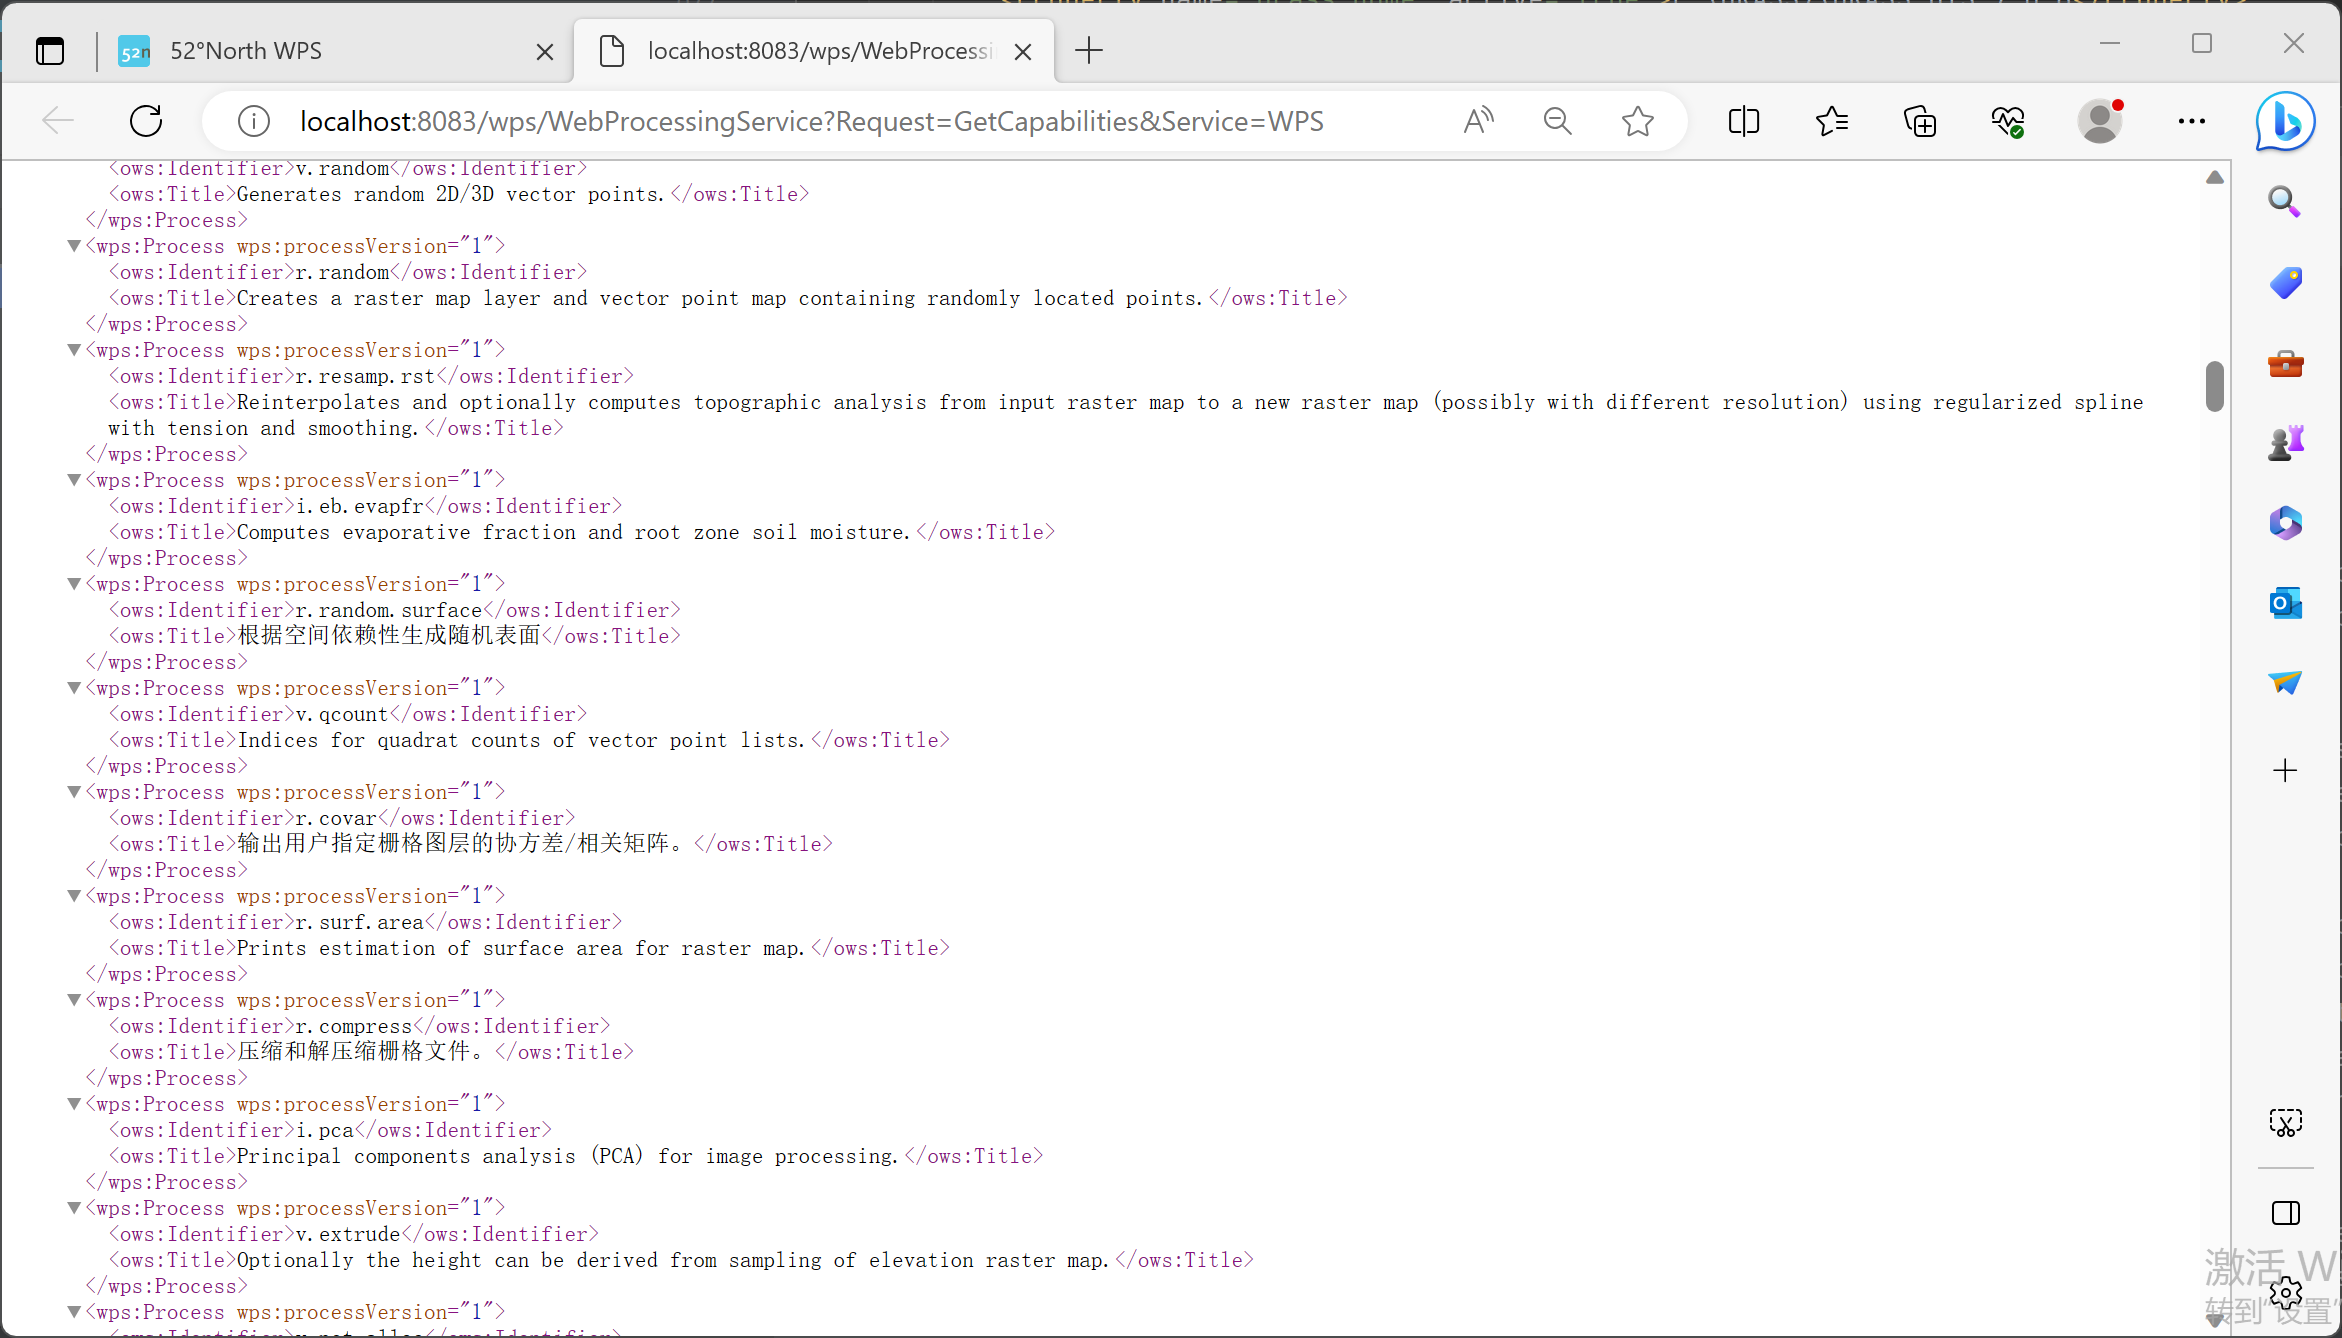 52n 52°North WPS
localhost:8083/wps/WebProcessi
localhost:8083/wps/WebProcessingService?Request=GetCapabilities&Service=WPS
<ows:Identifier>v.random</ows:Identifier>
<ows:Title>Generates random 2D/3D vector points.</ows:Title>
</wps:Process>
▼<wps:Process wps:processVersion="1">
<ows:Identifier>r.random</ows:Identifier>
<ows:Title>Creates a raster map layer and vector point map containing randomly located points.</ows:Title>
</wps:Process>
▼<wps:Process wps:processVersion="1">
<ows:Identifier>r.resamp.rst</ows:Identifier>
<ows:Title>Reinterpolates and optionally computes topographic analysis from input raster map to a new raster map (possibly with different resolution) using regularized spline
with tension and smoothing.</ows:Title>
</wps:Process>
▼<wps:Process wps:processVersion="1">
<ows:Identifier>i.eb.evapfr</ows:Identifier>
<ows:Title>Computes evaporative fraction and root zone soil moisture.</ows:Title>
</wps:Process>
▼<wps:Process wps:processVersion="1">
<ows:Identifier>r.random.surface</ows:Identifier>
<ows:Title>根据空间依赖性生成随机表面</ows:Title>
</wps:Process>
▼<wps:Process wps:processVersion="1">
<ows:Identifier>v.qcount</ows:Identifier>
<ows:Title>Indices for quadrat counts of vector point lists.</ows:Title>
</wps:Process>
▼<wps:Process wps:processVersion="1">
<ows:Identifier>r.covar</ows:Identifier>
<ows:Title>输出用户指定栅格图层的协方差/相关矩阵。</ows:Title>
</wps:Process>
▼<wps:Process wps:processVersion="1">
<ows:Identifier>r.surf.area</ows:Identifier>
<ows:Title>Prints estimation of surface area for raster map.</ows:Title>
</wps:Process>
▼<wps:Process wps:processVersion="1">
<ows:Identifier>r.compress</ows:Identifier>
<ows:Title>压缩和解压缩栅格文件。</ows:Title>
</wps:Process>
▼<wps:Process wps:processVersion="1">
<ows:Identifier>i.pca</ows:Identifier>
<ows:Title>Principal components analysis (PCA) for image processing.</ows:Title>
</wps:Process>
▼<wps:Process wps:processVersion="1">
<ows:Identifier>v.extrude</ows:Identifier>
<ows:Title>Optionally the height can be derived from sampling of elevation raster map.</ows:Title>
</wps:Process>
▼<wps:Process wps:processVersion="1">
激活 W
转到"设置"